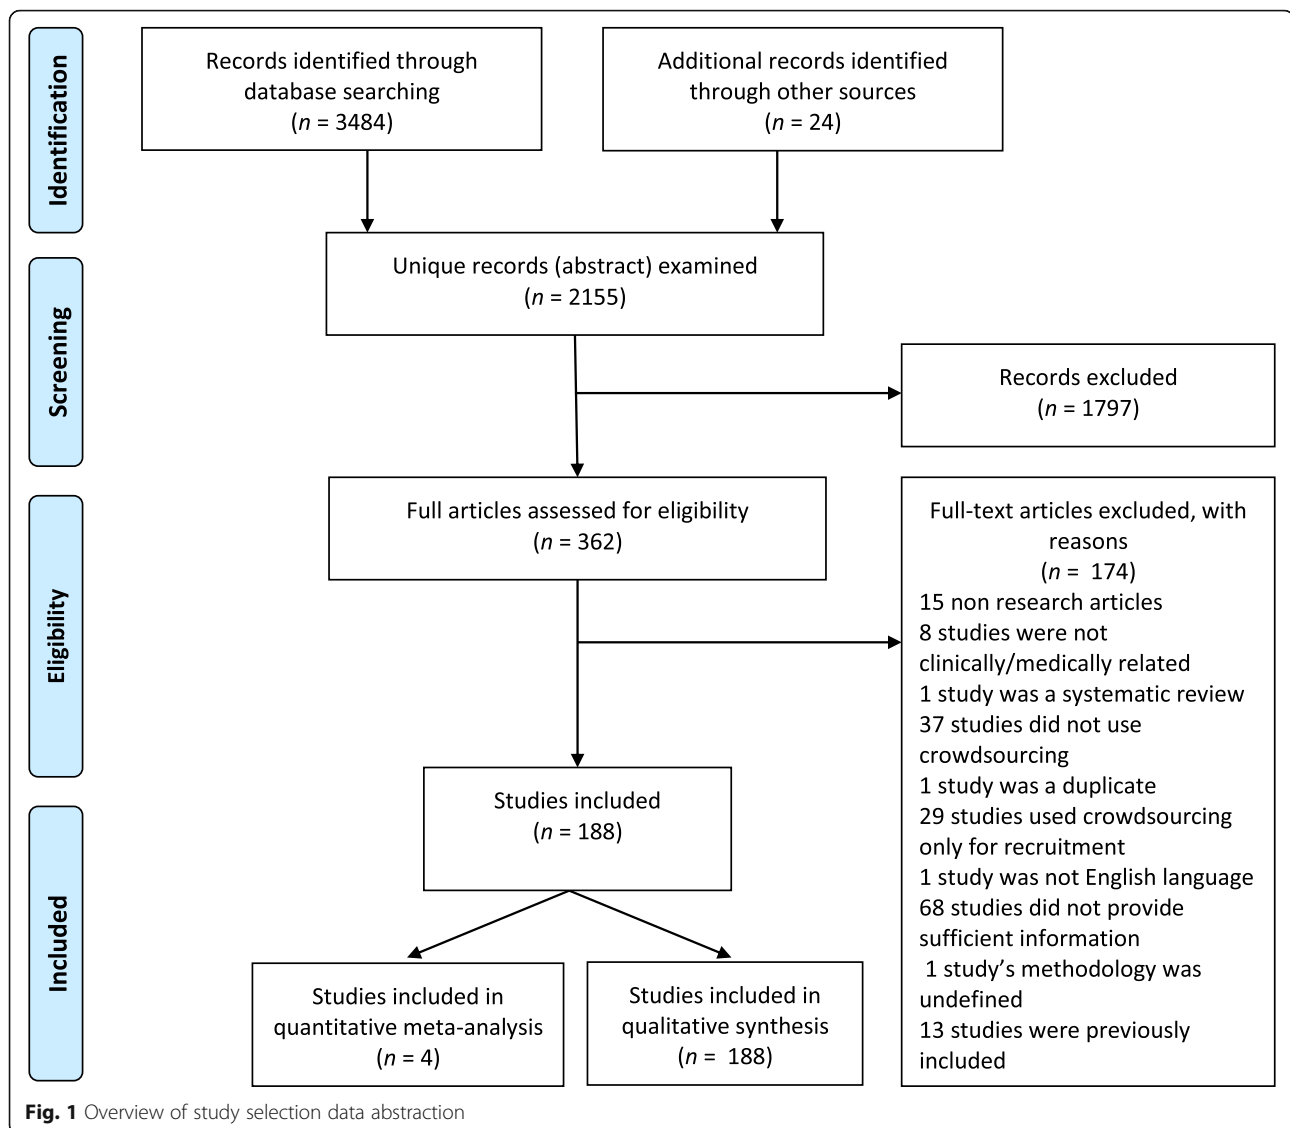 Identification
Records identified through
database searching
(n = 3484)
Additional records identified
through other sources
(n = 24)
Screening
Unique records (abstract) examined
(n = 2155)
Records excluded
(n = 1797)
Eligibility
Full articles assessed for eligibility
(n = 362)
Full-text articles excluded, with
reasons
(n = 174)
15 non research articles
8 studies were not
clinically/medically related
1 study was a systematic review
37 studies did not use
crowdsourcing
1 study was a duplicate
29 studies used crowdsourcing
only for recruitment
1 study was not English language
68 studies did not provide
sufficient information
1 study's methodology was
undefined
13 studies were previously
included
Included
Studies included
(n = 188)
Studies included in
quantitative meta-analysis
(n = 4)
Studies included in
qualitative synthesis
(n = 188)
Fig. 1 Overview of study selection data abstraction